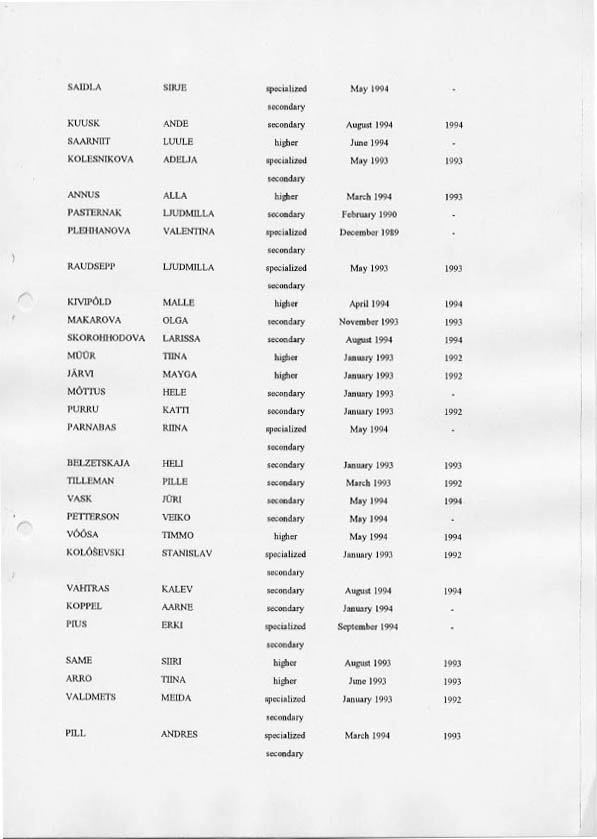 SAIDLA SIRJE specialized May 1994 -
secondary
KUUSK ANDE secondary August 1994 1994
SAARNIIT LUULE higher June 1994 -
KOLESNIKOVA ADELJA specialized May 1993 1993
secondary
ANNUS ALLA higher March 1994 1993
PASTERNAK LJUDMILLA secondary February 1990 -
PLEHHANOVA VALENTINA specialized December 1989 -
secondary
RAUDSEPP LJUDMILLA specialized May 1993 1993
secondary
KIVIPÕLD MALLE higher April 1994 1994
MAKAROVA OLGA secondary November 1993 1993
SKOROHHODOVA LARISSA secondary August 1994 1994
MÜÜR TIINA higher January 1993 1992
JÄRVI MAYGA higher January 1993 1992
MÕTTUS HELE secondary January 1993 -
PURRU KATTI secondary January 1993 1992
PARNABAS RIINA specialized May 1994 -
secondary
BELZETSKAJA HELI secondary January 1993 1993
TILLEMAN PILLE secondary March 1993 1992
VASK JÜRI secondary May 1994 1994
PETTERSON VEIKO secondary May 1994 -
VÕÕSA TIMMO higher May 1994 1994
KOLÕŠEVSKI STANISLAV specialized January 1993 1992
secondary
VAHTRAS KALEV secondary August 1994 1994
KOPPEL AARNE secondary January 1994 -
PIUS ERKI specialized September 1994 -
secondary
SAME SIIRI higher August 1993 1993
ARRO TIINA higher June 1993 1993
VALDMETS MEIDA specialized January 1993 1992
secondary
PILL ANDRES specialized March 1994 1993
secondary